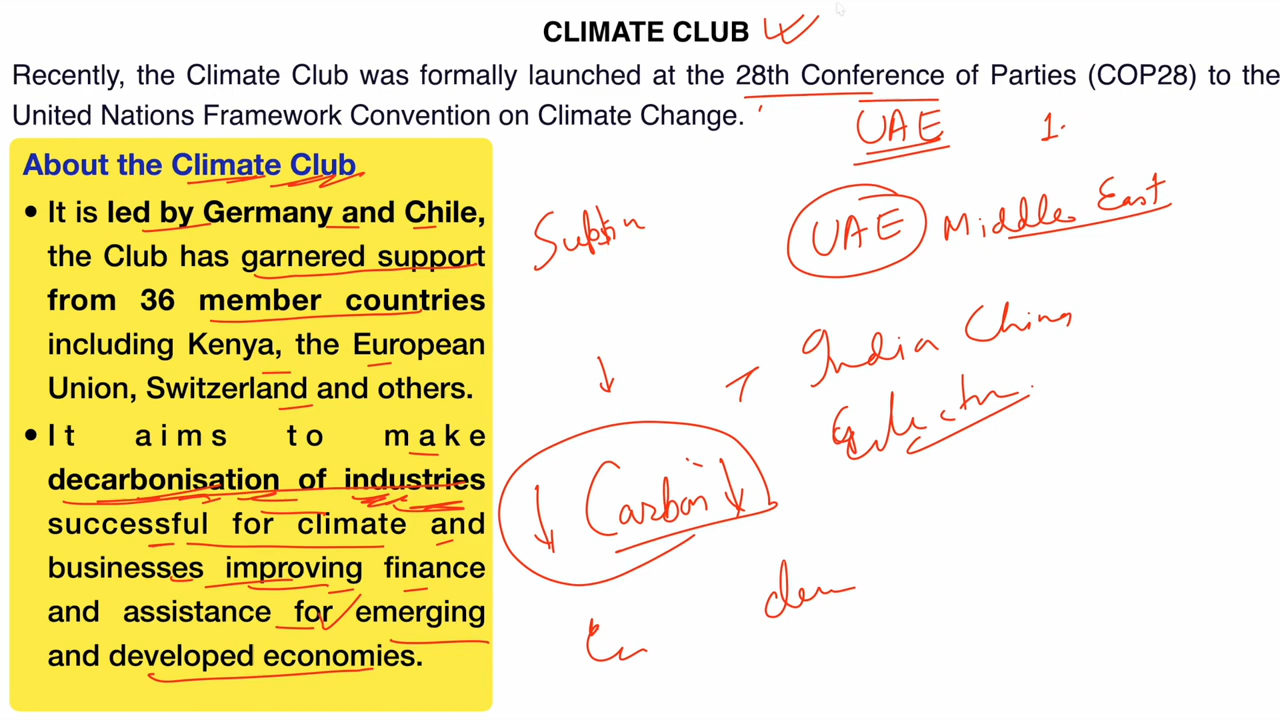 CLIMATE CLUB
Recently, the Climate Club was formally launched at the 28th Conference of Parties (COP28) to the
United Nations Framework Convention on Climate Change.
UAE 1.
About the Climate Club
• It is led by Germany and Chile,
the Club has garnered support
from 36 member countries
including Kenya, the European
Union, Switzerland and others.
• It aims to make
decarbonisation of industries
successful for climate and
businesses improving finance
and assistance for emerging
and developed economies.
UAE Middle East
India China
Carbon